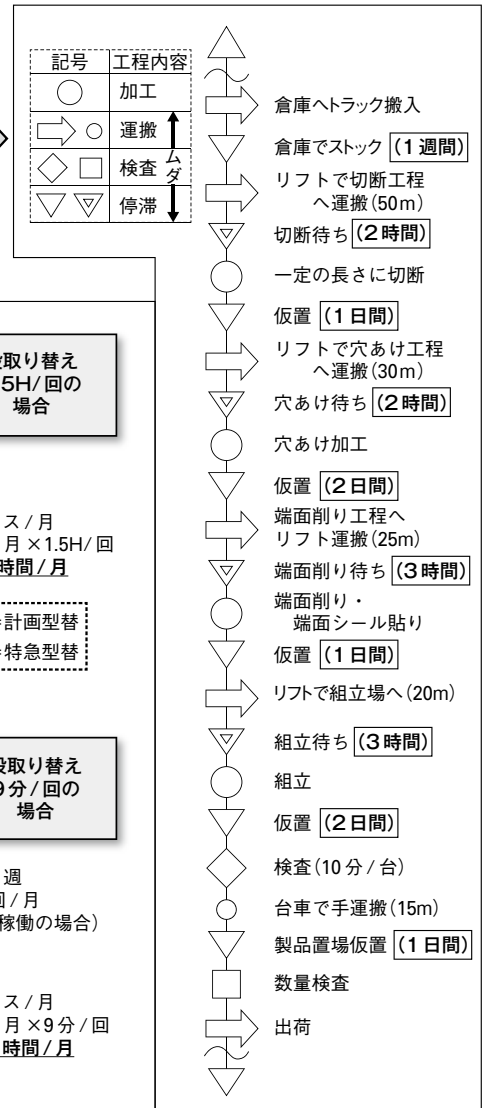 記号 工程内容
加工
運搬
検査
停滞
ムダ
倉庫へトラック搬入
倉庫でストック (1週間)
リフトで切断工程
へ運搬(50m)
切断待ち (2時間)
一定の長さに切断
仮置 (1日間)
リフトで穴あけ工程
へ運搬(30m)
穴あけ待ち (2時間)
穴あけ加工
仮置 (2日間)
端面削り工程へ
リフト運搬(25m)
端面削り待ち (3時間)
端面削り・
端面シール貼り
仮置 (1日間)
リフトで組立場へ(20m)
組立待ち (3時間)
組立
仮置 (2日間)
検査(10分/台)
台車で手運搬(15m)
製品置場仮置 (1日間)
数量検査
出荷
取り替え
5H/回の
場合
ス/月
月×1.5H/回
時間/月
計画型替
特急型替
取り替え
9分/回の
場合
週
回/月
稼働の場合)
ス/月
月×9分/回
時間/月